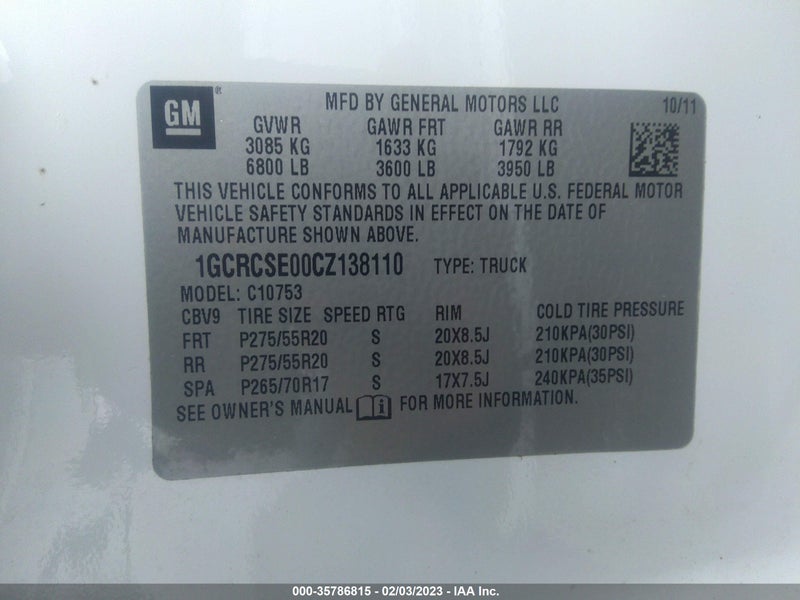 GM ®
MFD BY GENERAL MOTORS LLC 10/11
GVWR GAWR FRT GAWR RR
3085 KG 1633 KG 1792 KG
6800 LB 3600 LB 3950 LB
THIS VEHICLE CONFORMS TO ALL APPLICABLE U.S. FEDERAL MOTOR
VEHICLE SAFETY STANDARDS IN EFFECT ON THE DATE OF
MANUFACTURE SHOWN ABOVE.
1GCRCSE00CZ138110 TYPE: TRUCK
MODEL: C10753
CBV9 TIRE SIZE SPEED RTG RIM COLD TIRE PRESSURE
FRT P275/55R20 S 20X8.5J 210KPA(30PSI)
RR P275/55R20 S 20X8.5J 210KPA(30PSI)
SPA P265/70R17 S 17X7.5J 240KPA(35PSI)
SEE OWNER'S MANUAL FOR MORE INFORMATION.
000-35786815 - 02/03/2023 - IAA Inc.